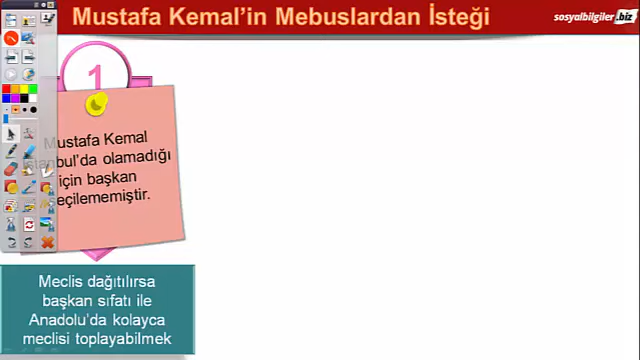 Mustafa Kemal'in Mebuslardan İsteği
sosyalbilgiler.biz
1
Mustafa Kemal
İstanbul'da olamadığı
için başkan
seçilememiştir.
Meclis dağıtılırsa
başkan sıfatı ile
Anadolu'da kolayca
meclisi toplayabilmek